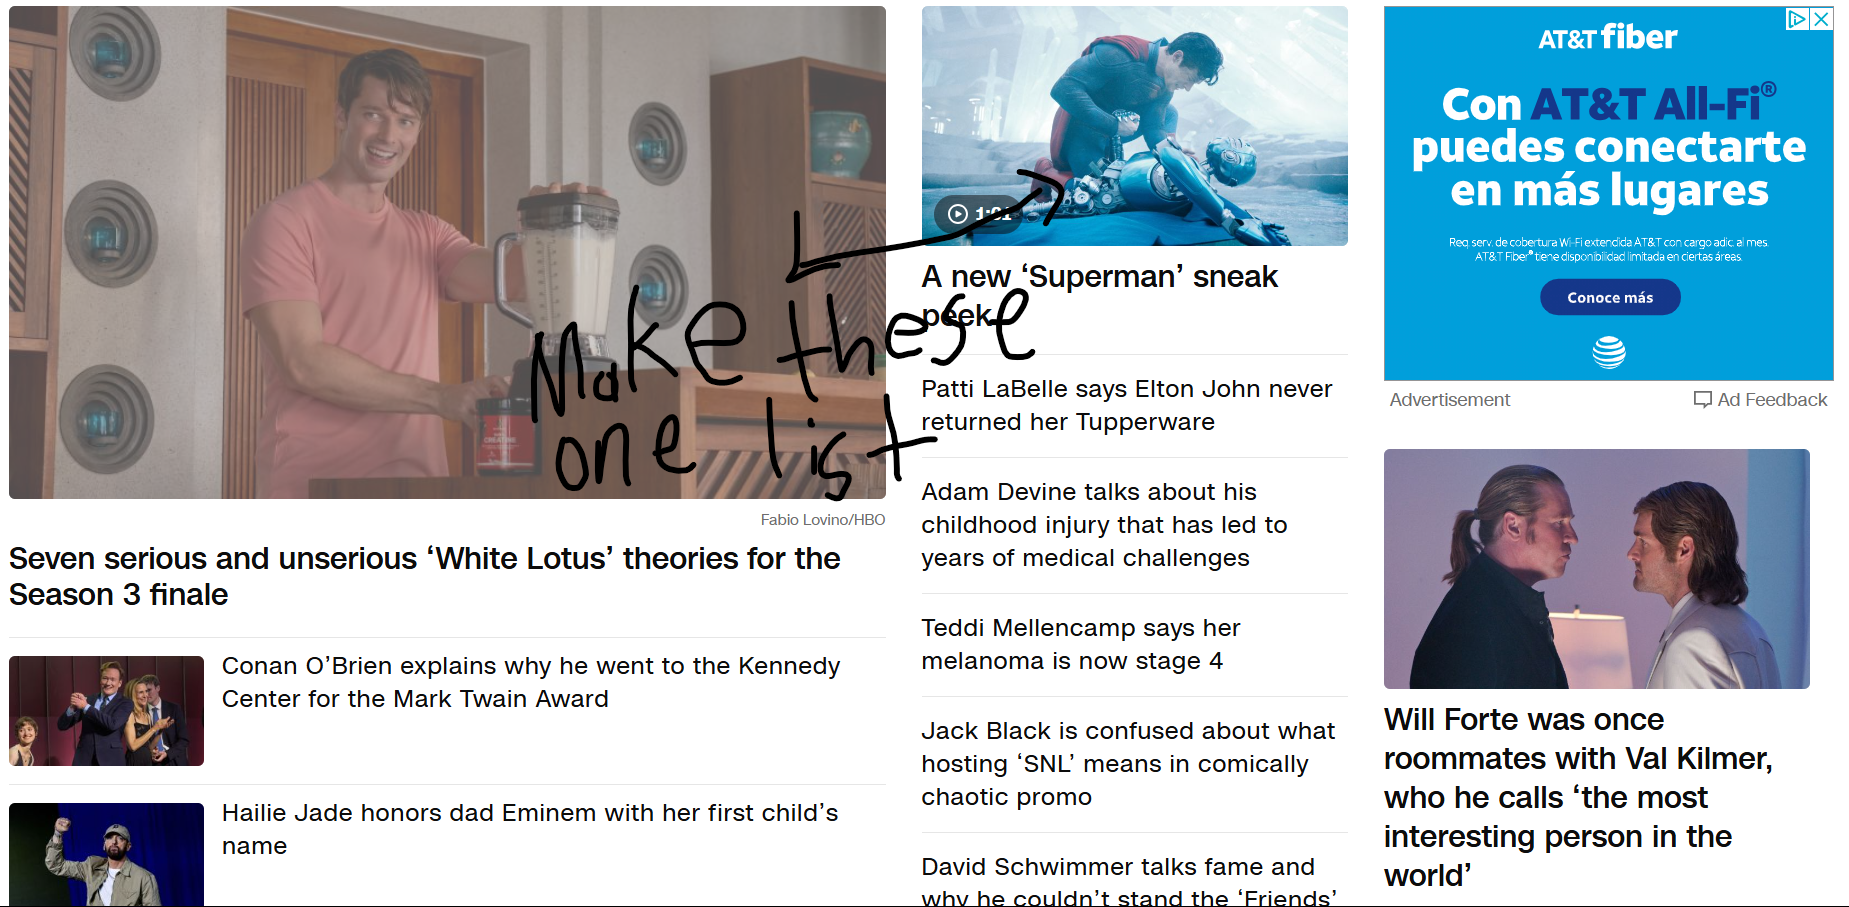 Fabio Lovino/HBO
Seven serious and unserious ‘White Lotus’ theories for the
Season 3 finale
Conan O’Brien explains why he went to the Kennedy
Center for the Mark Twain Award
Hailie Jade honors dad Eminem with her first child’s
name
Make these
one list
CREATINE
1:01
A new ‘Superman’ sneak
peek
Patti LaBelle says Elton John never
returned her Tupperware
Adam Devine talks about his
childhood injury that has led to
years of medical challenges
Teddi Mellencamp says her
melanoma is now stage 4
Jack Black is confused about what
hosting ‘SNL’ means in comically
chaotic promo
David Schwimmer talks fame and
why he couldn’t stand the ‘Friends’
AT&T fiber
Con AT&T All-Fi®
puedes conectarte
en más lugares
Req. serv. de cobertura Wi-Fi extendida AT&T con cargo adic. al mes.
AT&T Fiber® tiene disponibilidad limitada en ciertas áreas.
Conoce más
Advertisement
Ad Feedback
Will Forte was once
roommates with Val Kilmer,
who he calls ‘the most
interesting person in the
world’